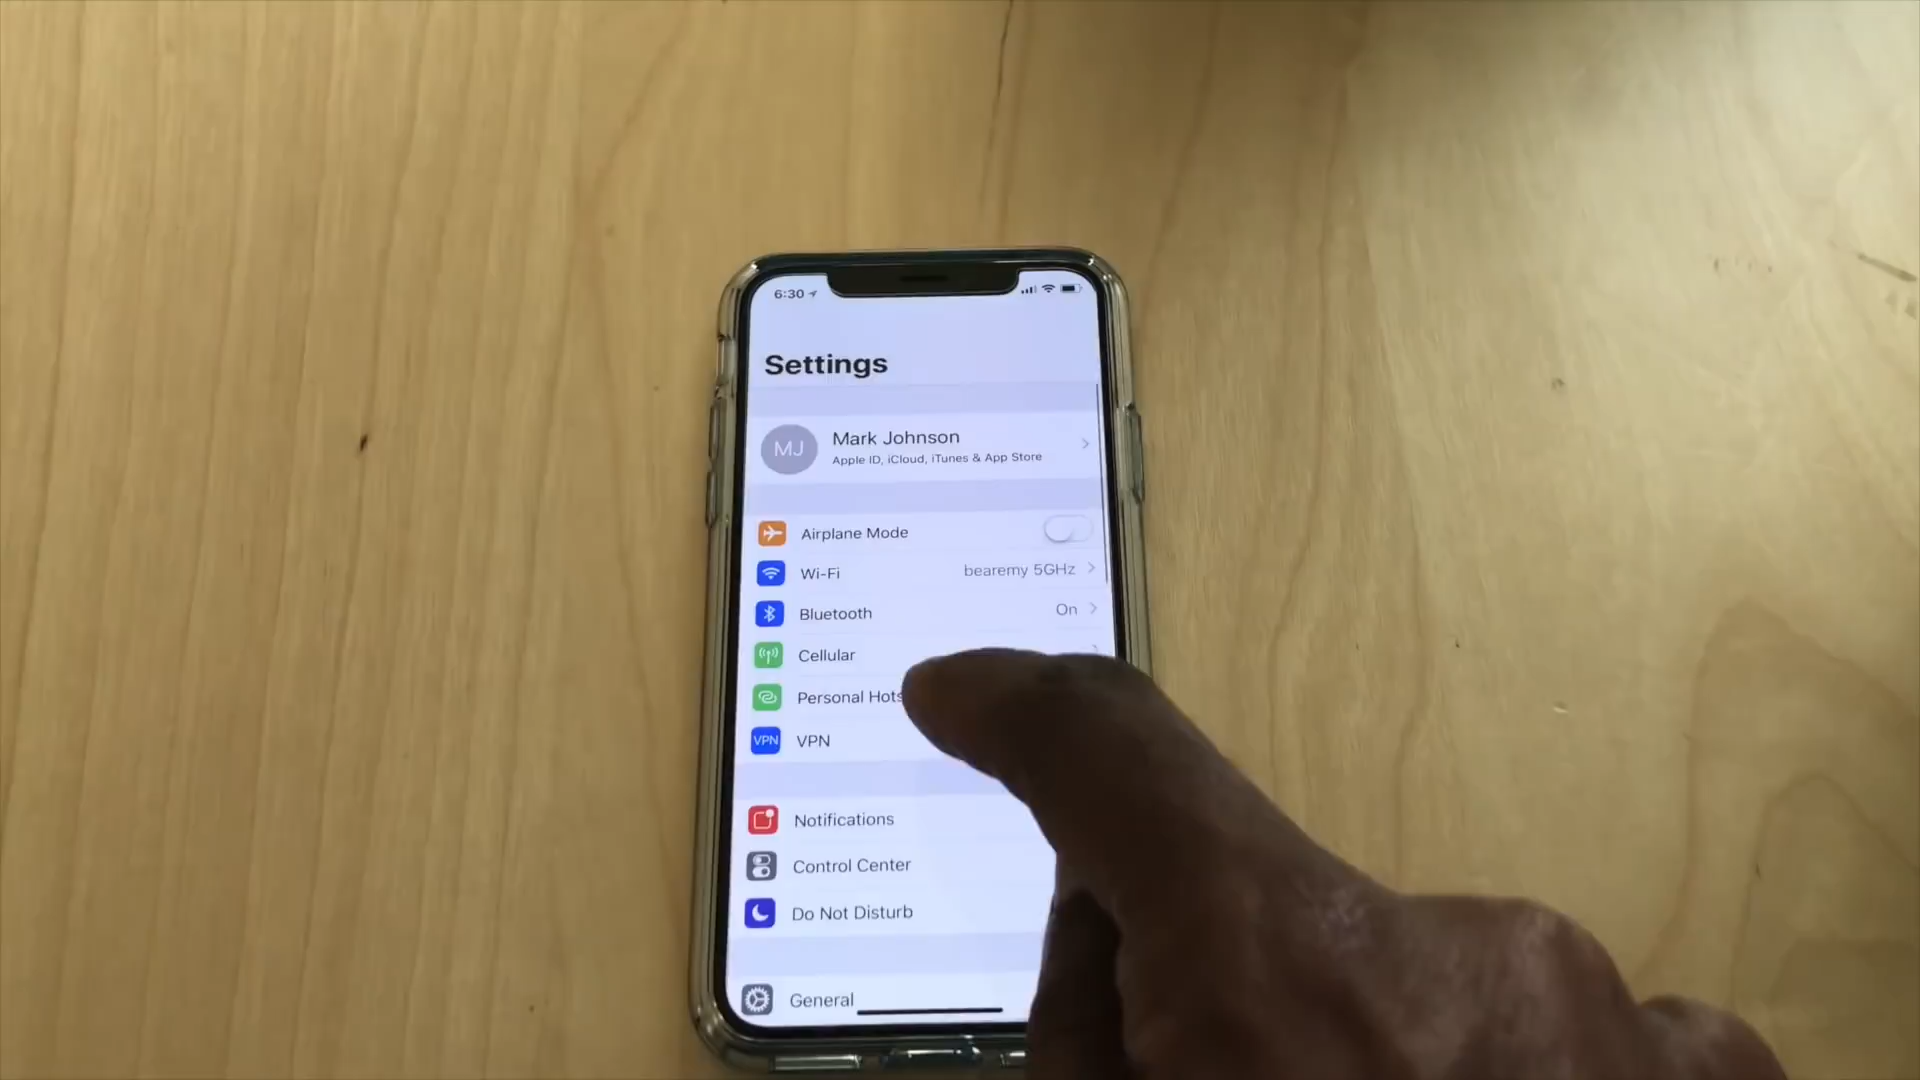 6:30
Settings
MJ
Mark Johnson
Apple ID, iCloud, iTunes & App Store
Airplane Mode
Wi-Fi bearemy 5GHz
Bluetooth On
Cellular
Personal Hots
VPN VPN
Notifications
Control Center
Do Not Disturb
General